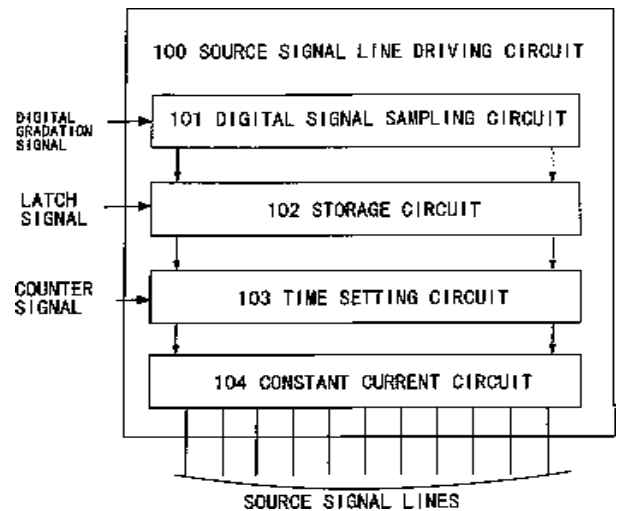 100 SOURCE SIGNAL LINE DRIVING CIRCUIT
DIGITAL
GRADATION
SIGNAL
101 DIGITAL SIGNAL SAMPLING CIRCUIT
LATCH
SIGNAL
102 STORAGE CIRCUIT
COUNTER
SIGNAL
103 TIME SETTING CIRCUIT
104 CONSTANT CURRENT CIRCUIT
SOURCE SIGNAL LINES